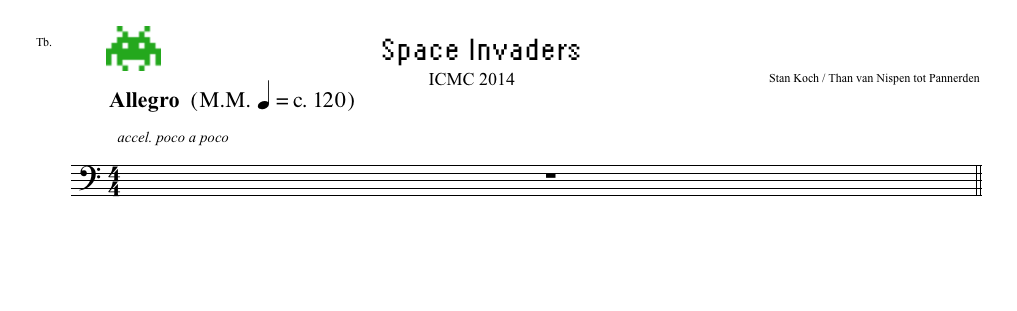 Tb.
Space Invaders
ICMC 2014
Stan Koch / Than van Nispen tot Pannerden
Allegro (M.M. ♩ = c. 120)
accel. poco a poco
4
4